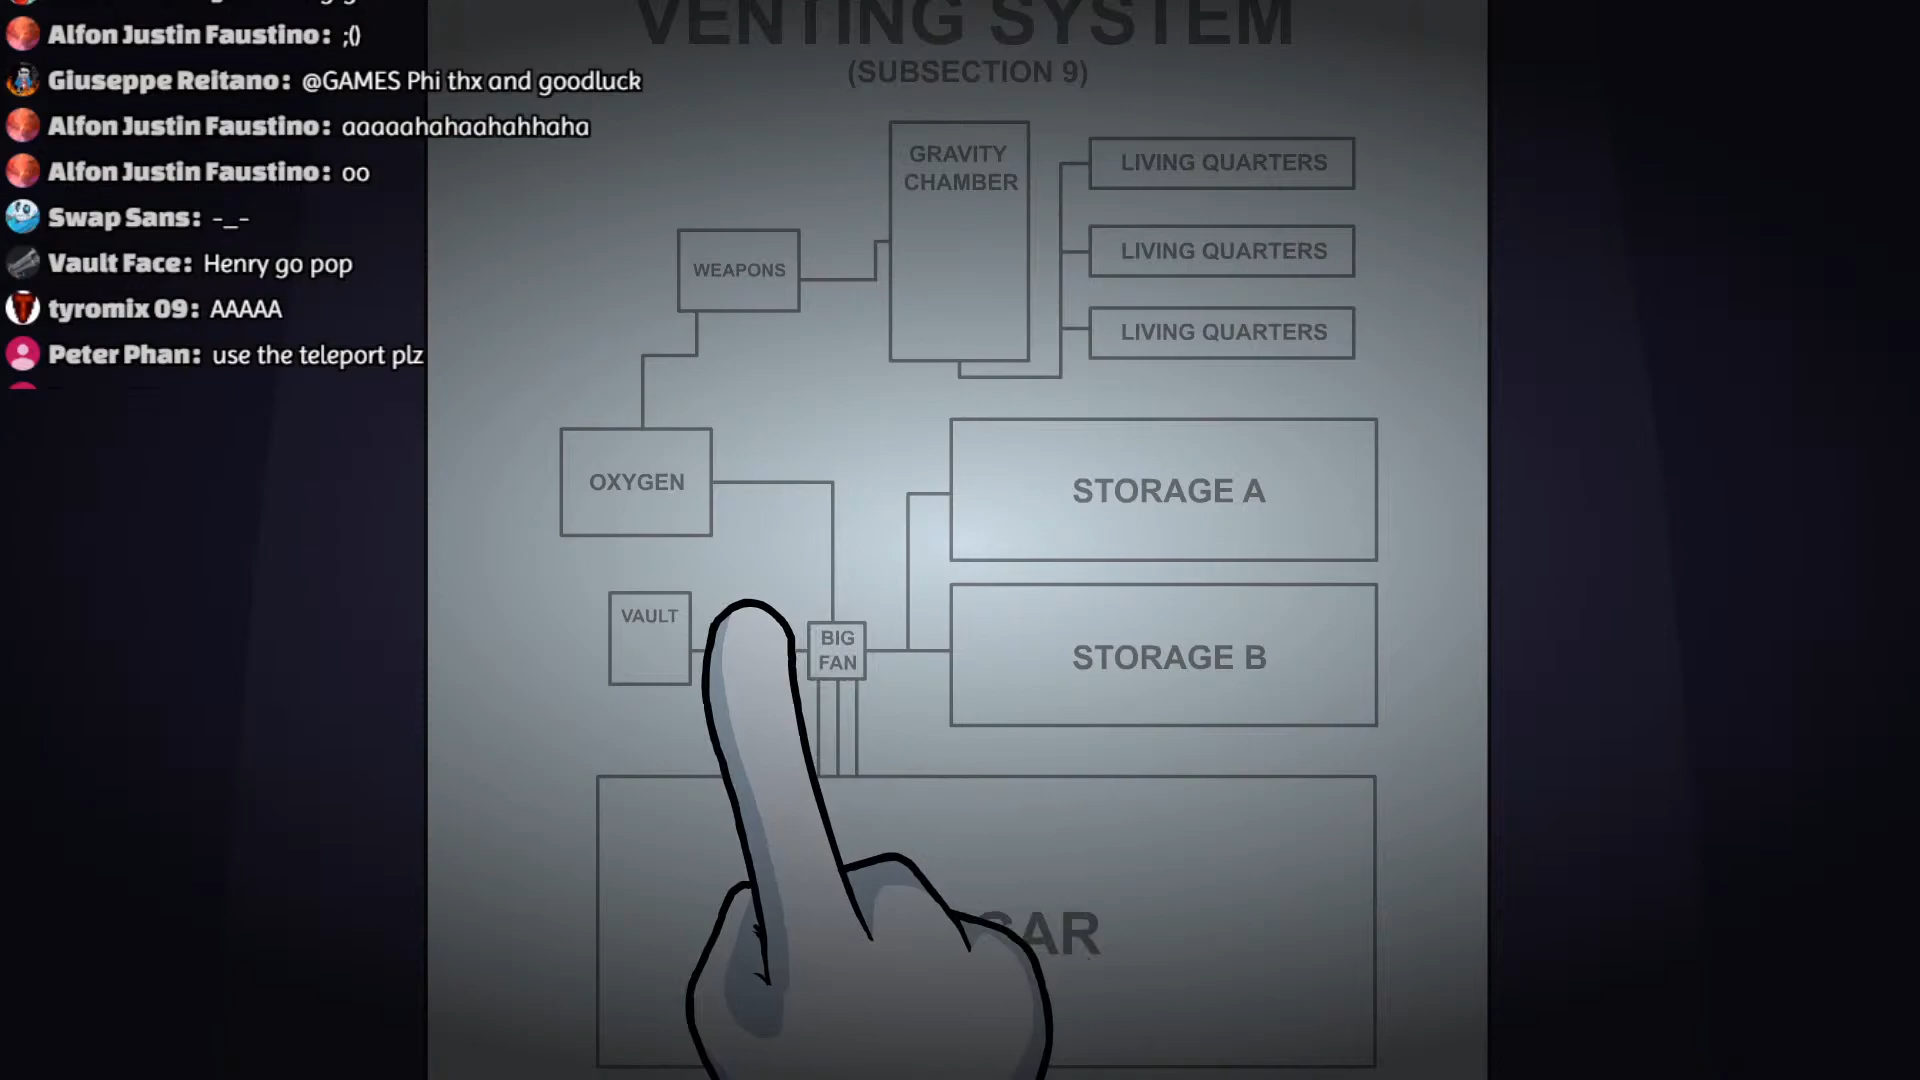 Alfon Justin Faustino: ;()
Giuseppe Reitano: @GAMES Phi thx and goodluck
Alfon Justin Faustino: aaaaahahaahahhaha
Alfon Justin Faustino: oo
Swap Sans: -_-
Vault Face: Henry go pop
tyromix 09: AAAAA
Peter Phan: use the teleport plz
VENTING SYSTEM
(SUBSECTION 9)
GRAVITY
CHAMBER
LIVING QUARTERS
LIVING QUARTERS
LIVING QUARTERS
WEAPONS
OXYGEN
STORAGE A
VAULT
BIG
FAN
STORAGE B
GAR